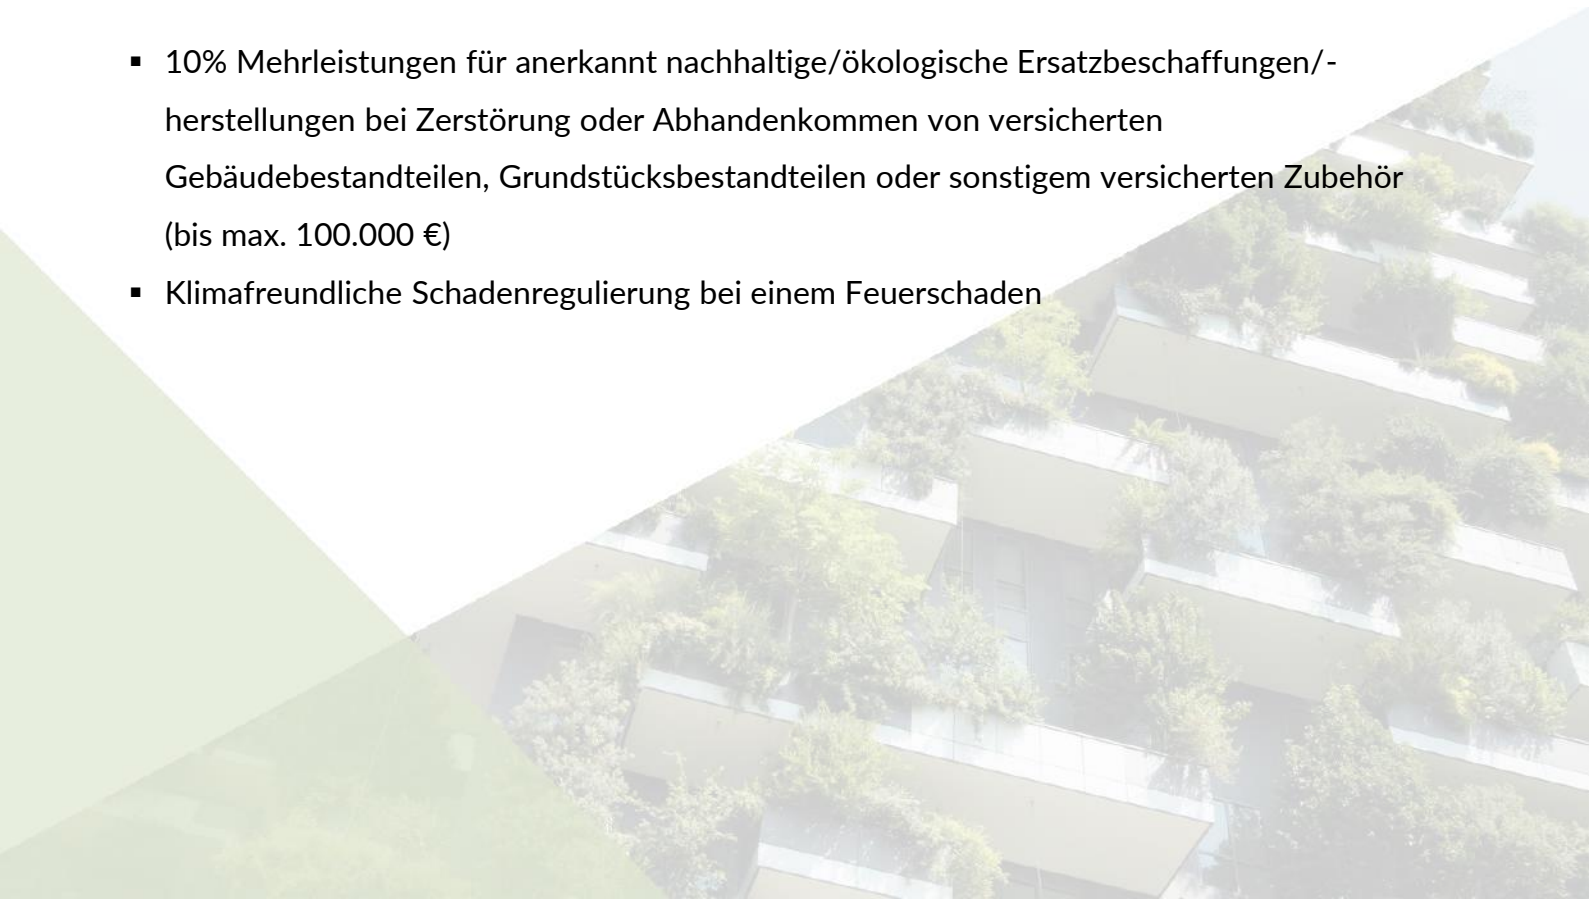 ▪ 10% Mehrleistungen für anerkannt nachhaltige/ökologische Ersatzbeschaffungen/-
herstellungen bei Zerstörung oder Abhandenkommen von versicherten
Gebäudebestandteilen, Grundstücksbestandteilen oder sonstigem versicherten Zubehör
(bis max. 100.000 €)
▪ Klimafreundliche Schadenregulierung bei einem Feuerschaden